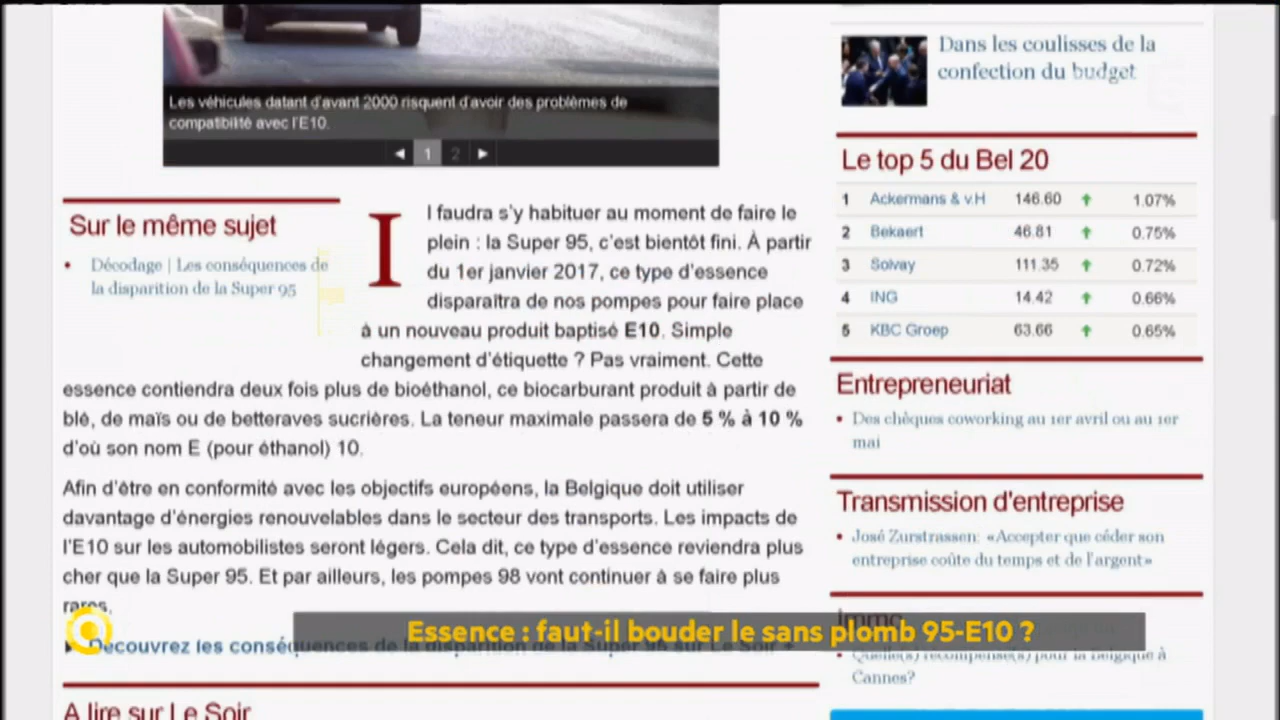 Les véhicules datant d'avant 2000 risquent d'avoir des problèmes de
compatibilité avec l'E10.
1 2
Sur le même sujet
Décodage | Les conséquences de
la disparition de la Super 95
I l faudra s'y habituer au moment de faire le
plein : la Super 95, c'est bientôt fini. À partir
du 1er janvier 2017, ce type d'essence
disparaîtra de nos pompes pour faire place
à un nouveau produit baptisé E10. Simple
changement d'étiquette ? Pas vraiment. Cette
essence contiendra deux fois plus de bioéthanol, ce biocarburant produit à partir de
blé, de maïs ou de betteraves sucrières. La teneur maximale passera de 5 % à 10 %
d'où son nom E (pour éthanol) 10.
Afin d'être en conformité avec les objectifs européens, la Belgique doit utiliser
davantage d'énergies renouvelables dans le secteur des transports. Les impacts de
l'E10 sur les automobilistes seront légers. Cela dit, ce type d'essence reviendra plus
cher que la Super 95. Et par ailleurs, les pompes 98 vont continuer à se faire plus
rares.
Découvrez les conséquences de la disparition de la Super 95 sur Le Soir +
A lire sur Le Soir
Dans les coulisses de la
confection du budget
Le top 5 du Bel 20
1 Ackermans & v.H 146.60 1.07%
2 Bekaert 46.81 0.75%
3 Solvay 111.35 0.72%
4 ING 14.42 0.66%
5 KBC Groep 63.66 0.65%
Entrepreneuriat
Des chèques coworking au 1er avril ou au 1er
mai
Transmission d'entreprise
José Zurstrassen: «Accepter que céder son
entreprise coûte du temps et de l'argent»
Immo
Quelle(s) récompense(s) pour la Belgique à
Cannes?
Essence : faut-il bouder le sans plomb 95-E10 ?